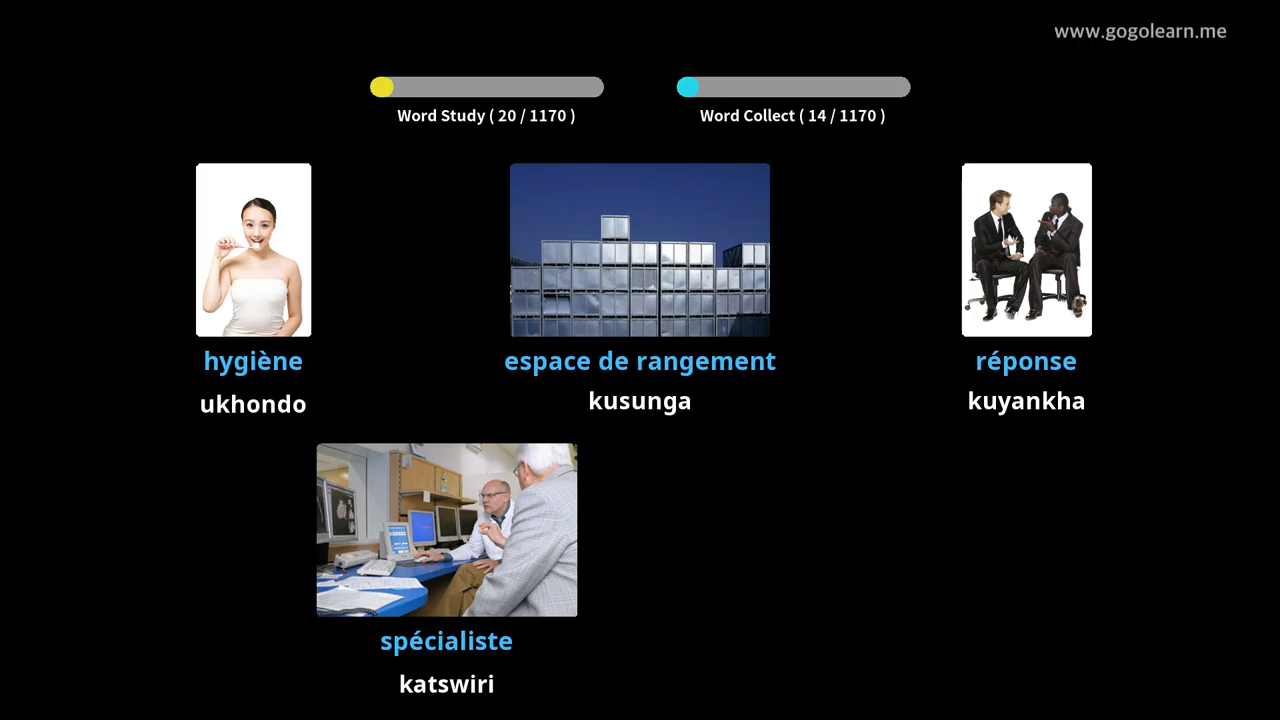 www.gogolearn.me
Word Study ( 20 / 1170 )
Word Collect ( 14 / 1170 )
hygiène
ukhondo
espace de rangement
kusunga
réponse
kuyankha
spécialiste
katswiri